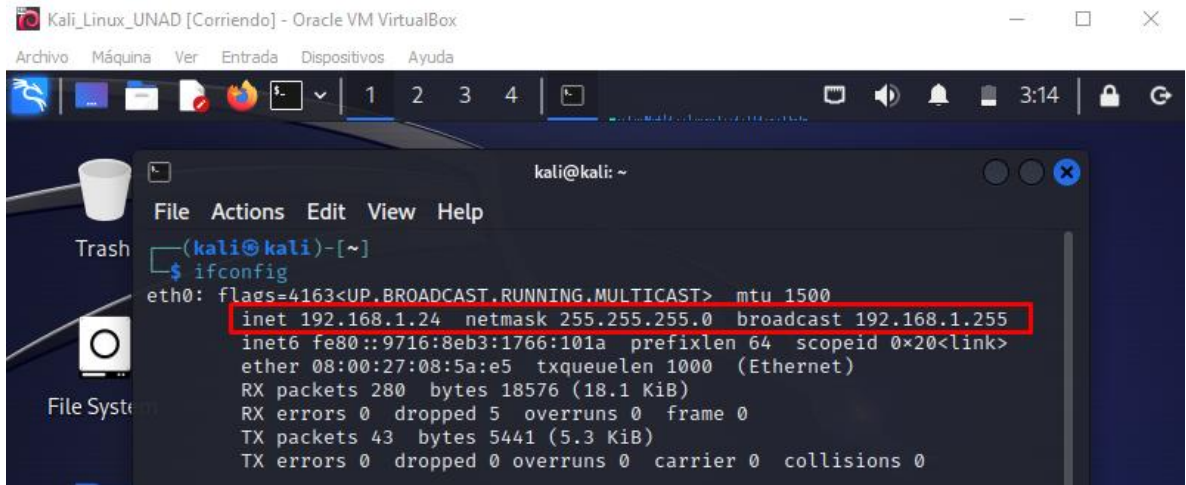 Kali_Linux_UNAD [Corriendo] - Oracle VM VirtualBox
Archivo Máquina Ver Entrada Dispositivos Ayuda
1 2 3 4 3:14
kali@kali: ~
File Actions Edit View Help
Trash
(kali㉿kali)-[~]
$ ifconfig
eth0: flags=4163<UP,BROADCAST,RUNNING,MULTICAST> mtu 1500
inet 192.168.1.24 netmask 255.255.255.0 broadcast 192.168.1.255
inet6 fe80::9716:8eb3:1766:101a prefixlen 64 scopeid 0×20<link>
ether 08:00:27:08:5a:e5 txqueuelen 1000 (Ethernet)
RX packets 280 bytes 18576 (18.1 KiB)
File System
RX errors 0 dropped 5 overruns 0 frame 0
TX packets 43 bytes 5441 (5.3 KiB)
TX errors 0 dropped 0 overruns 0 carrier 0 collisions 0